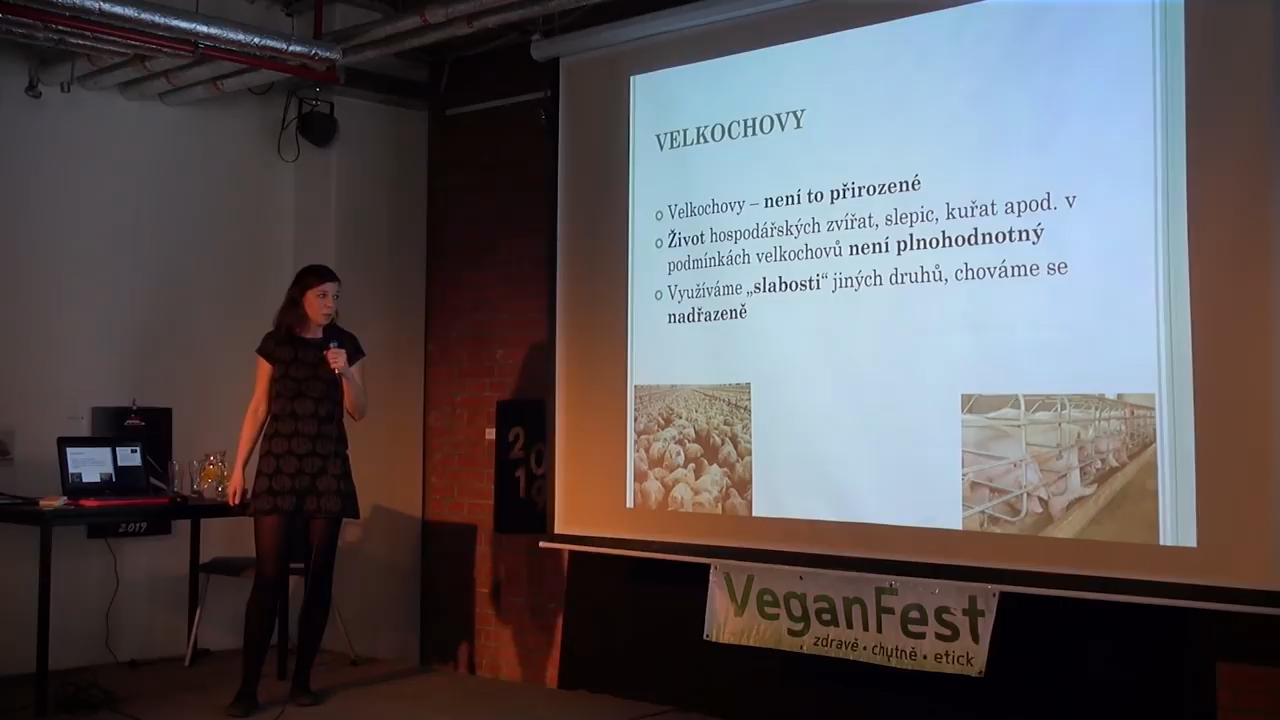 VELKOCHOVY
Velkochovy – není to přirozené
Život hospodářských zvířat, slepic, kuřat apod. v
podmínkách velkochovů není plnohodnotný
Využíváme „slabosti“ jiných druhů, chováme se
nadřazeně
20
19
2019
VeganFest
zdravě • chutně • etick